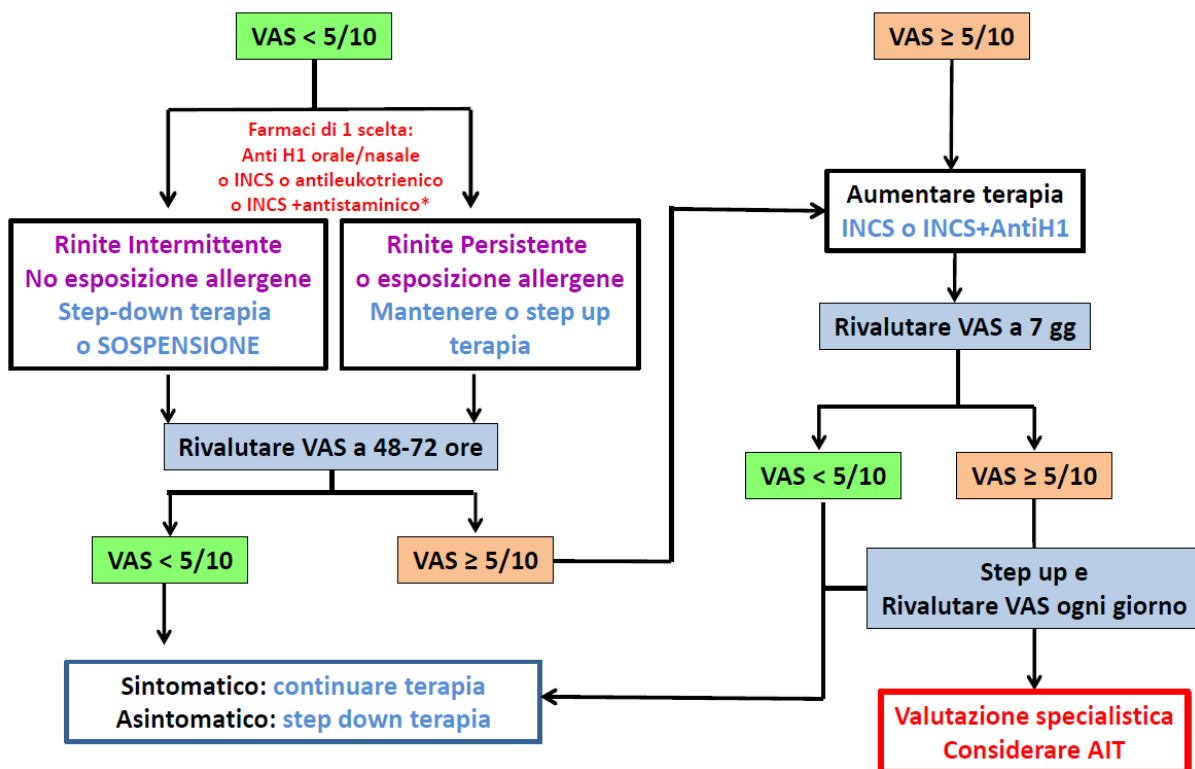 VAS < 5/10
VAS ≥ 5/10
Farmaci di 1 scelta:
Anti H1 orale/nasale
o INCS o antileukotrienico
o INCS +antistaminico*
Rinite Intermittente
No esposizione allergene
Step-down terapia
o SOSPENSIONE
Rinite Persistente
o esposizione allergene
Mantenere o step up
terapia
Aumentare terapia
INCS o INCS+AntiH1
Rivalutare VAS a 7 gg
Rivalutare VAS a 48-72 ore
VAS < 5/10
VAS ≥ 5/10
VAS < 5/10
VAS ≥ 5/10
Step up e
Rivalutare VAS ogni giorno
Sintomatico: continuare terapia
Asintomatico: step down terapia
Valutazione specialistica
Considerare AIT